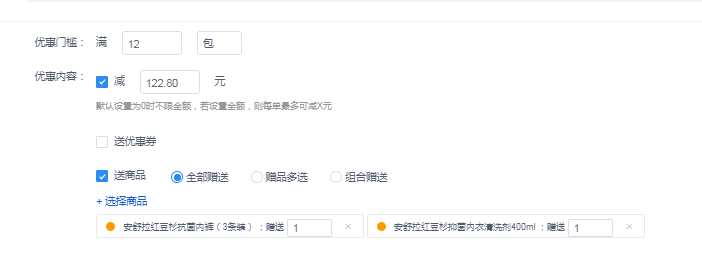 优惠门槛： 满 12 包
优惠内容： 减 122.80 元
默认设置为0时不限金额，若设置金额，则每单最多可减X元
送优惠券
送商品 全部赠送 赠品多选 组合赠送
+ 选择商品
安舒拉红豆杉抗菌内裤（3条装）；赠送 1 × 安舒拉红豆杉抑菌内衣清洗剂400ml ；赠送 1 ×